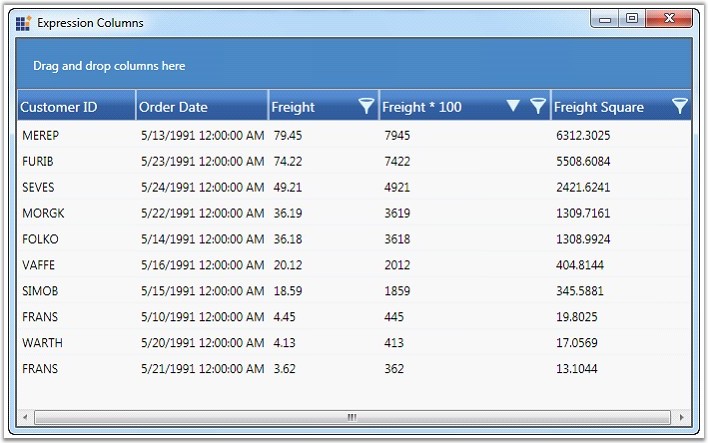 Expression Columns
Drag and drop columns here
Customer ID Order Date Freight Freight * 100 Freight Square
MEREP 5/13/1991 12:00:00 AM 79.45 7945 6312.3025
FURIB 5/23/1991 12:00:00 AM 74.22 7422 5508.6084
SEVES 5/24/1991 12:00:00 AM 49.21 4921 2421.6241
MORGK 5/22/1991 12:00:00 AM 36.19 3619 1309.7161
FOLKO 5/14/1991 12:00:00 AM 36.18 3618 1308.9924
VAFFE 5/16/1991 12:00:00 AM 20.12 2012 404.8144
SIMOB 5/15/1991 12:00:00 AM 18.59 1859 345.5881
FRANS 5/10/1991 12:00:00 AM 4.45 445 19.8025
WARTH 5/20/1991 12:00:00 AM 4.13 413 17.0569
FRANS 5/21/1991 12:00:00 AM 3.62 362 13.1044